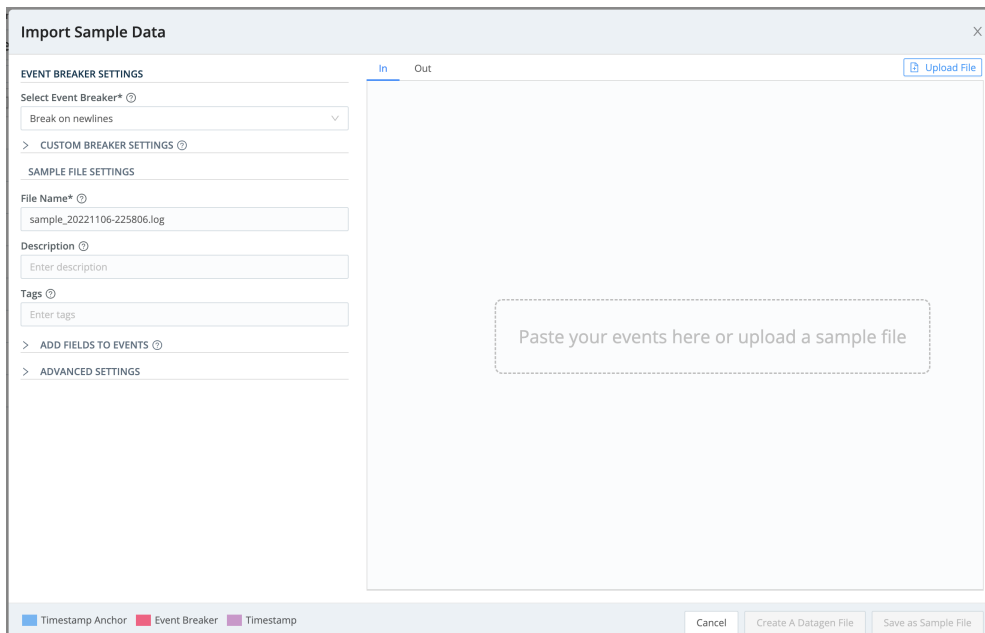 Import Sample Data
EVENT BREAKER SETTINGS
Select Event Breaker*
Break on newlines
CUSTOM BREAKER SETTINGS
SAMPLE FILE SETTINGS
File Name*
sample_20221106-225806.log
Description
Enter description
Tags
Enter tags
ADD FIELDS TO EVENTS
ADVANCED SETTINGS
In Out Upload File
Paste your events here or upload a sample file
Timestamp Anchor Event Breaker Timestamp
Cancel Create A Datagen File Save as Sample File